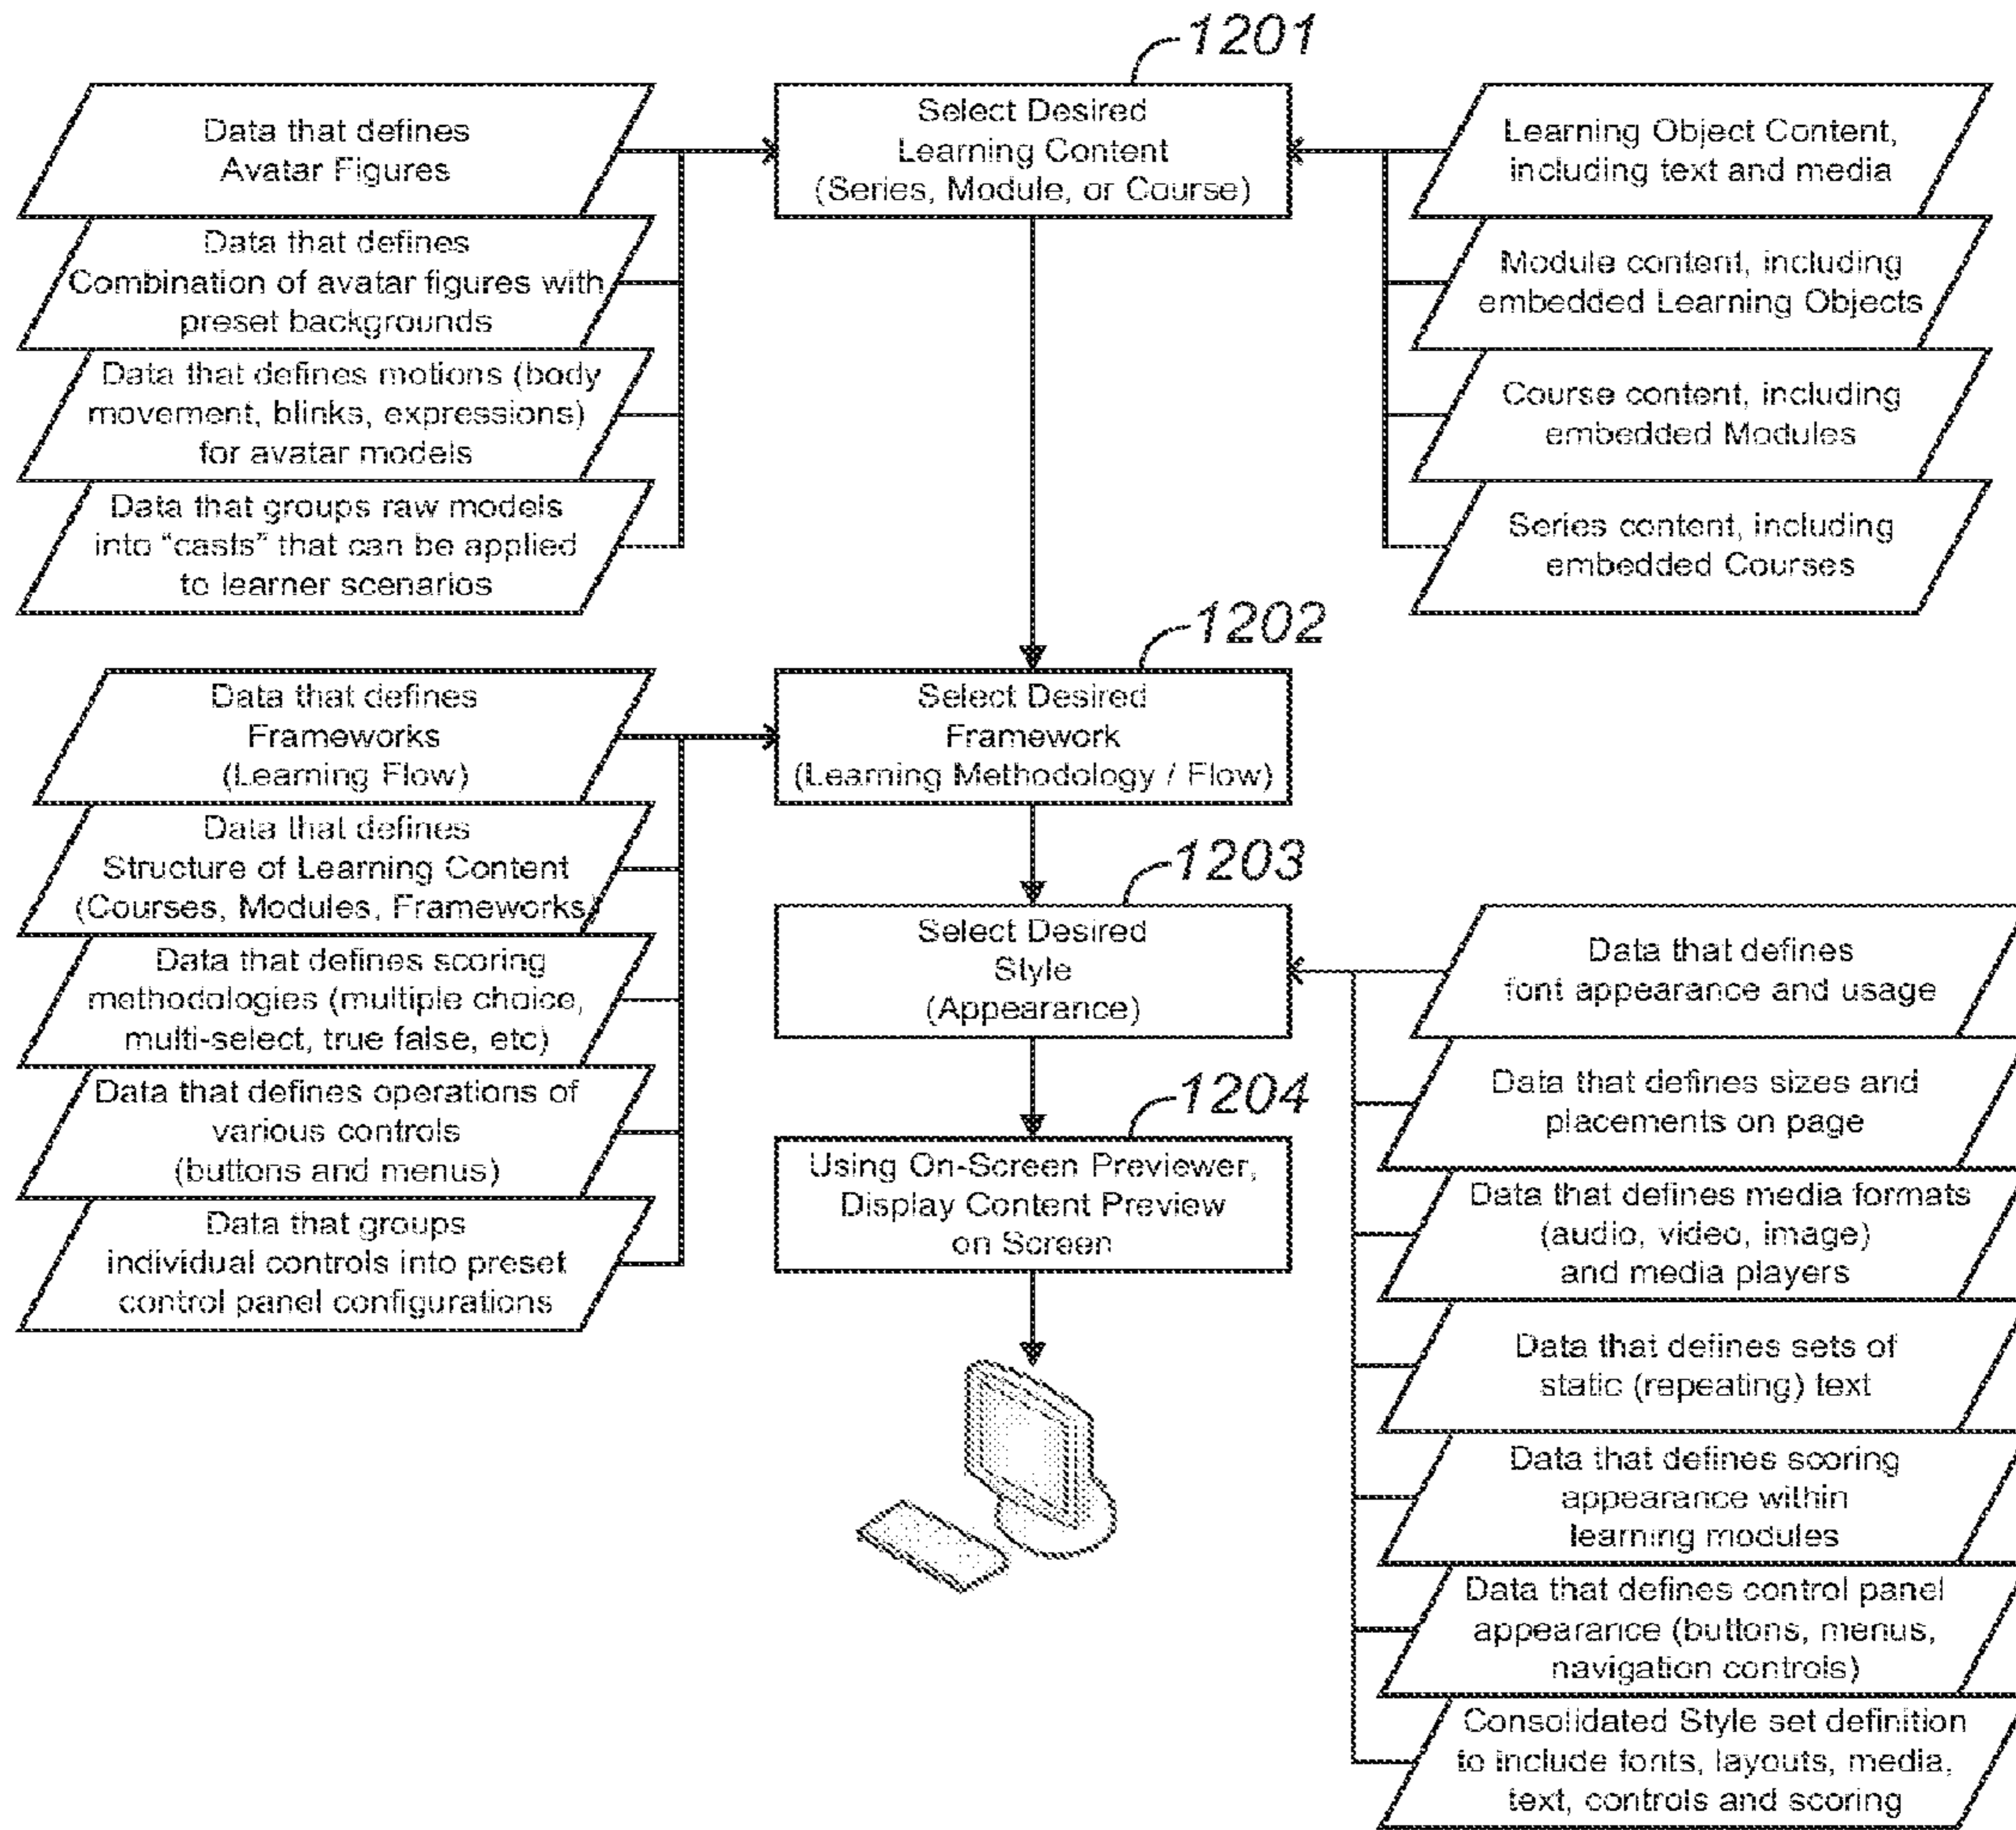 1201
Data that defines
Avatar Figures
Data that defines
Combination of avatar figures with
preset backgrounds
Data that defines motions (body
movement, blinks, expressions)
for avatar models
Data that groups raw models
into “casts” that can be applied
to learner scenarios
Select Desired
Learning Content
(Series, Module, or Course)
Learning Object Content,
including text and media
Module content, including
embedded Learning Objects
Course content, including
embedded Modules
Series content, including
embedded Courses
1202
Data that defines
Frameworks
(Learning Flow)
Data that defines
Structure of Learning Content
(Courses, Modules, Frameworks)
Data that defines scoring
methodologies (multiple choice,
multi-select, true false, etc)
Data that defines operations of
various controls
(buttons and menus)
Data that groups
individual controls into preset
control panel configurations
Select Desired
Framework
(Learning Methodology / Flow)
1203
Select Desired
Style
(Appearance)
1204
Using On-Screen Previewer,
Display Content Preview
on Screen
Data that defines
font appearance and usage
Data that defines sizes and
placements on page
Data that defines media formats
(audio, video, image)
and media players
Data that defines sets of
static (repeating) text
Data that defines scoring
appearance within
learning modules
Data that defines control panel
appearance (buttons, menus,
navigation controls)
Consolidated Style set definition
to include fonts, layouts, media,
text, controls and scoring